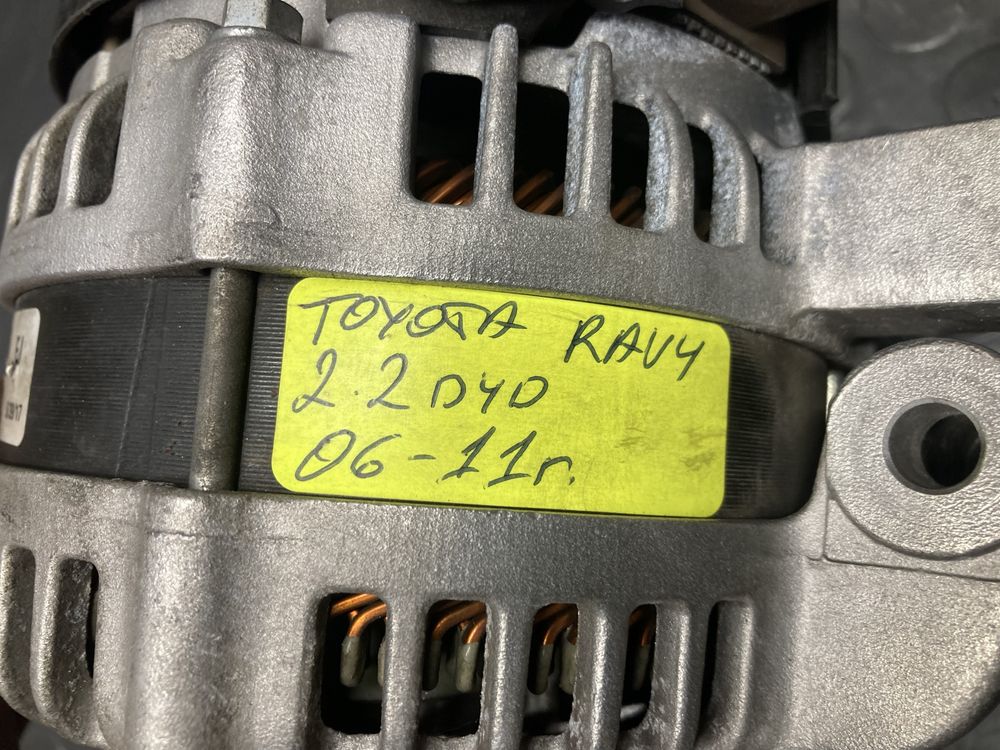 TOYOTA RAV4
2.2 D4D
06-11г.